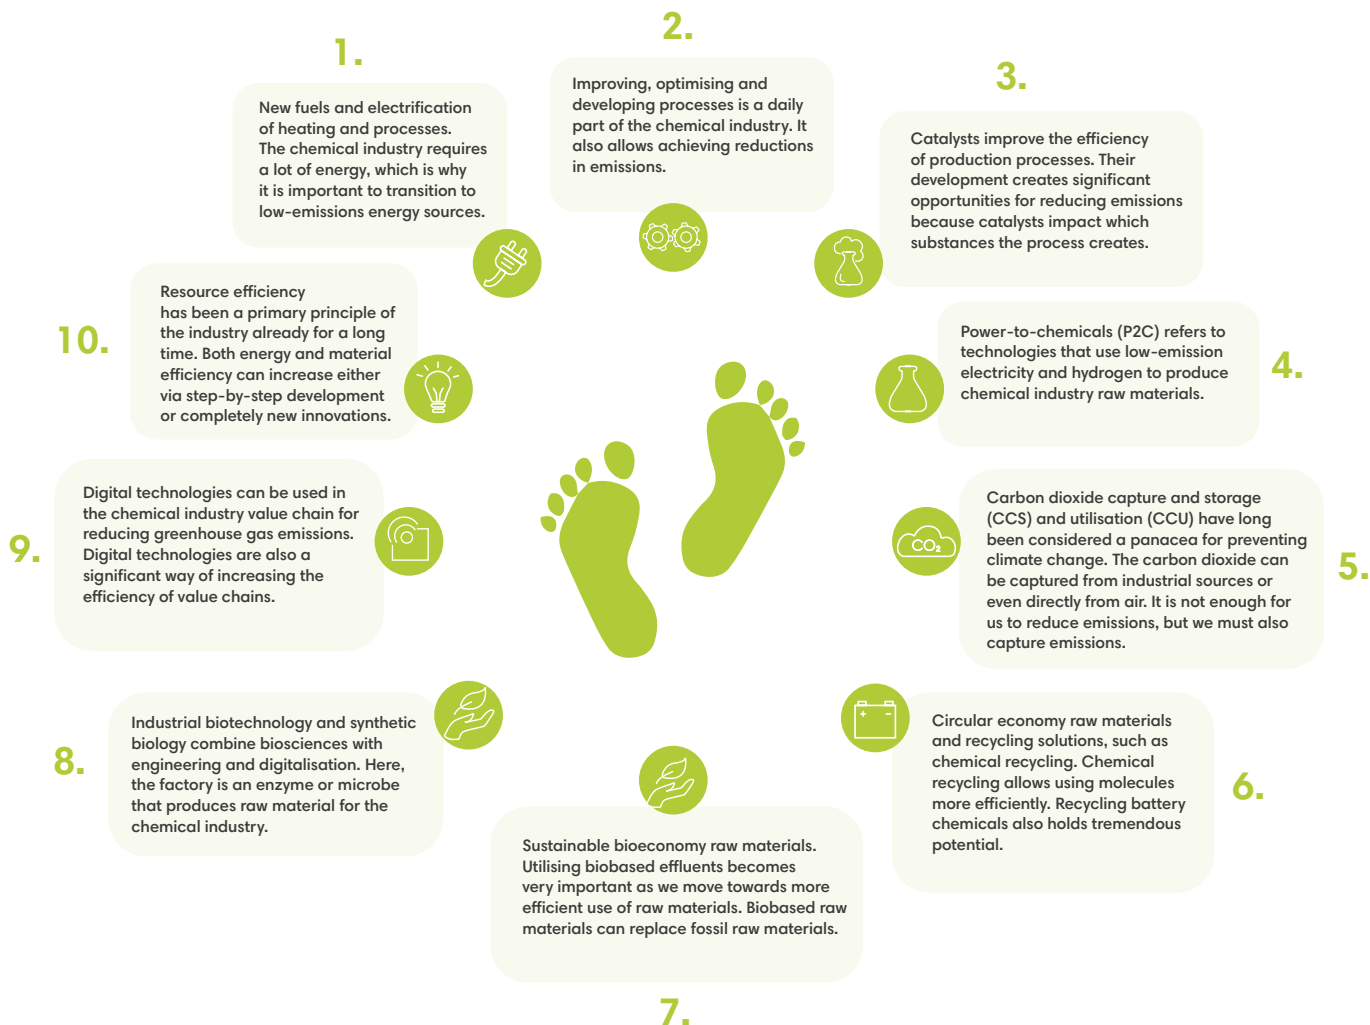 1.
New fuels and electrification
of heating and processes.
The chemical industry requires
a lot of energy, which is why
it is important to transition to
low-emissions energy sources.
2.
Improving, optimising and
developing processes is a daily
part of the chemical industry. It
also allows achieving reductions
in emissions.
3.
Catalysts improve the efficiency
of production processes. Their
development creates significant
opportunities for reducing emissions
because catalysts impact which
substances the process creates.
4.
Power-to-chemicals (P2C) refers to
technologies that use low-emission
electricity and hydrogen to produce
chemical industry raw materials.
5.
Carbon dioxide capture and storage
(CCS) and utilisation (CCU) have long
been considered a panacea for preventing
climate change. The carbon dioxide can
be captured from industrial sources or
even directly from air. It is not enough for
us to reduce emissions, but we must also
capture emissions.
CO₂
6.
Circular economy raw materials
and recycling solutions, such as
chemical recycling. Chemical
recycling allows using molecules
more efficiently. Recycling battery
chemicals also holds tremendous
potential.
+ −
7.
Sustainable bioeconomy raw materials.
Utilising biobased effluents becomes
very important as we move towards more
efficient use of raw materials. Biobased raw
materials can replace fossil raw materials.
8.
Industrial biotechnology and synthetic
biology combine biosciences with
engineering and digitalisation. Here,
the factory is an enzyme or microbe
that produces raw material for the
chemical industry.
9.
Digital technologies can be used in
the chemical industry value chain for
reducing greenhouse gas emissions.
Digital technologies are also a
significant way of increasing the
efficiency of value chains.
10.
Resource efficiency
has been a primary principle of
the industry already for a long
time. Both energy and material
efficiency can increase either
via step-by-step development
or completely new innovations.